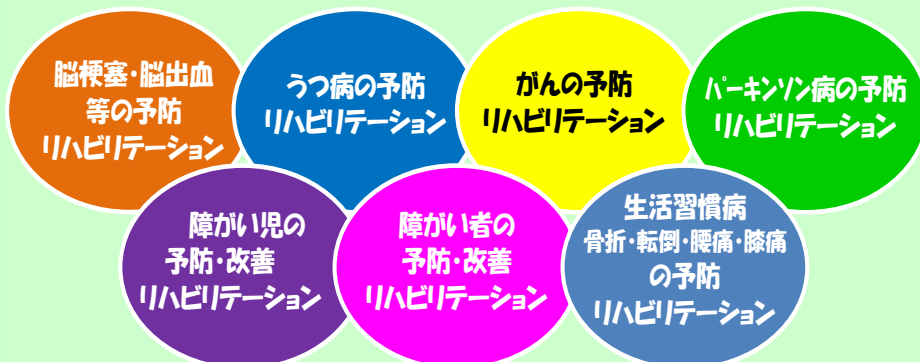 脳梗塞・脳出血
等の予防
リハビリテーション
うつ病の予防
リハビリテーション
がんの予防
リハビリテーション
パーキンソン病の予防
リハビリテーション
障がい児の
予防・改善
リハビリテーション
障がい者の
予防・改善
リハビリテーション
生活習慣病
骨折・転倒・腰痛・膝痛
の予防
リハビリテーション